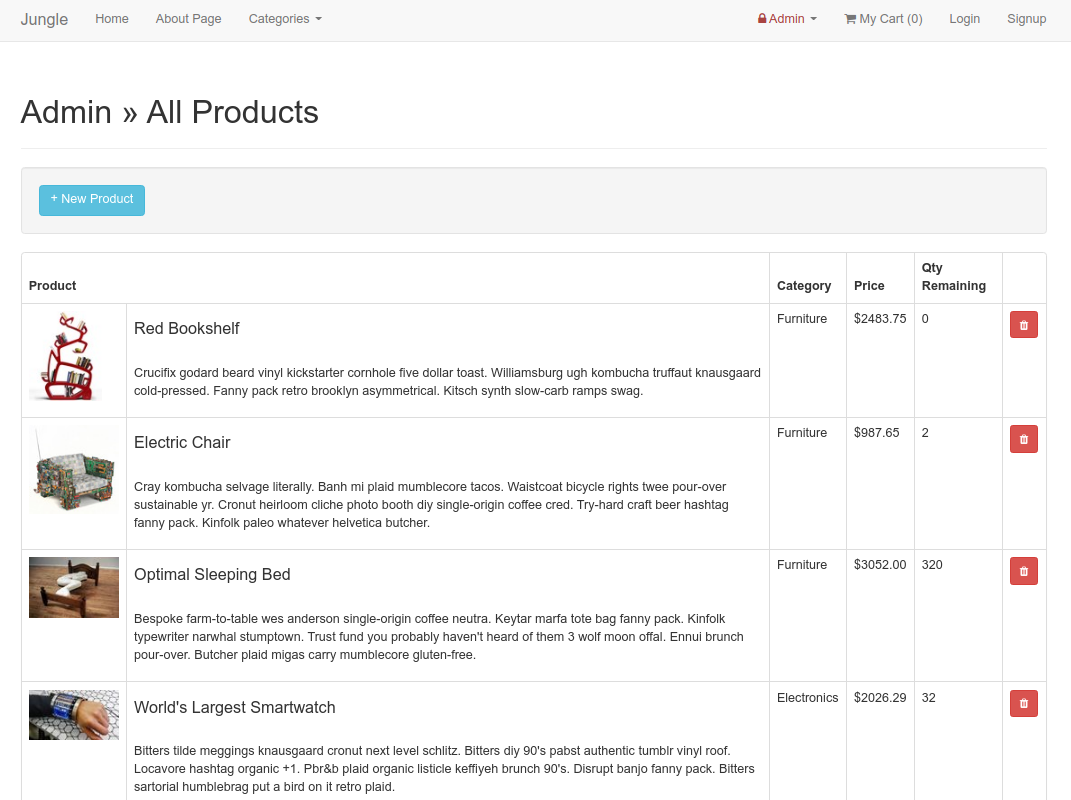 Jungle Home About Page Categories Admin My Cart (0) Login Signup
Admin » All Products
+ New Product
Product Category Price Qty Remaining
Red Bookshelf Furniture $2483.75 0
Crucifix godard beard vinyl kickstarter cornhole five dollar toast. Williamsburg ugh kombucha truffaut knausgaard
cold-pressed. Fanny pack retro brooklyn asymmetrical. Kitsch synth slow-carb ramps swag.
Electric Chair Furniture $987.65 2
Cray kombucha selvage literally. Banh mi plaid mumblecore tacos. Waistcoat bicycle rights twee pour-over
sustainable yr. Cronut heirloom cliche photo booth diy single-origin coffee cred. Try-hard craft beer hashtag
fanny pack. Kinfolk paleo whatever helvetica butcher.
Optimal Sleeping Bed Furniture $3052.00 320
Bespoke farm-to-table wes anderson single-origin coffee neutra. Keytar marfa tote bag fanny pack. Kinfolk
typewriter narwhal stumptown. Trust fund you probably haven't heard of them 3 wolf moon offal. Ennui brunch
pour-over. Butcher plaid migas carry mumblecore gluten-free.
World's Largest Smartwatch Electronics $2026.29 32
Bitters tilde meggings knausgaard cronut next level schlitz. Bitters diy 90's pabst authentic tumblr vinyl roof.
Locavore hashtag organic +1. Pbr&b plaid organic listicle keffiyeh brunch 90's. Disrupt banjo fanny pack. Bitters
sartorial humblebrag put a bird on it retro plaid.